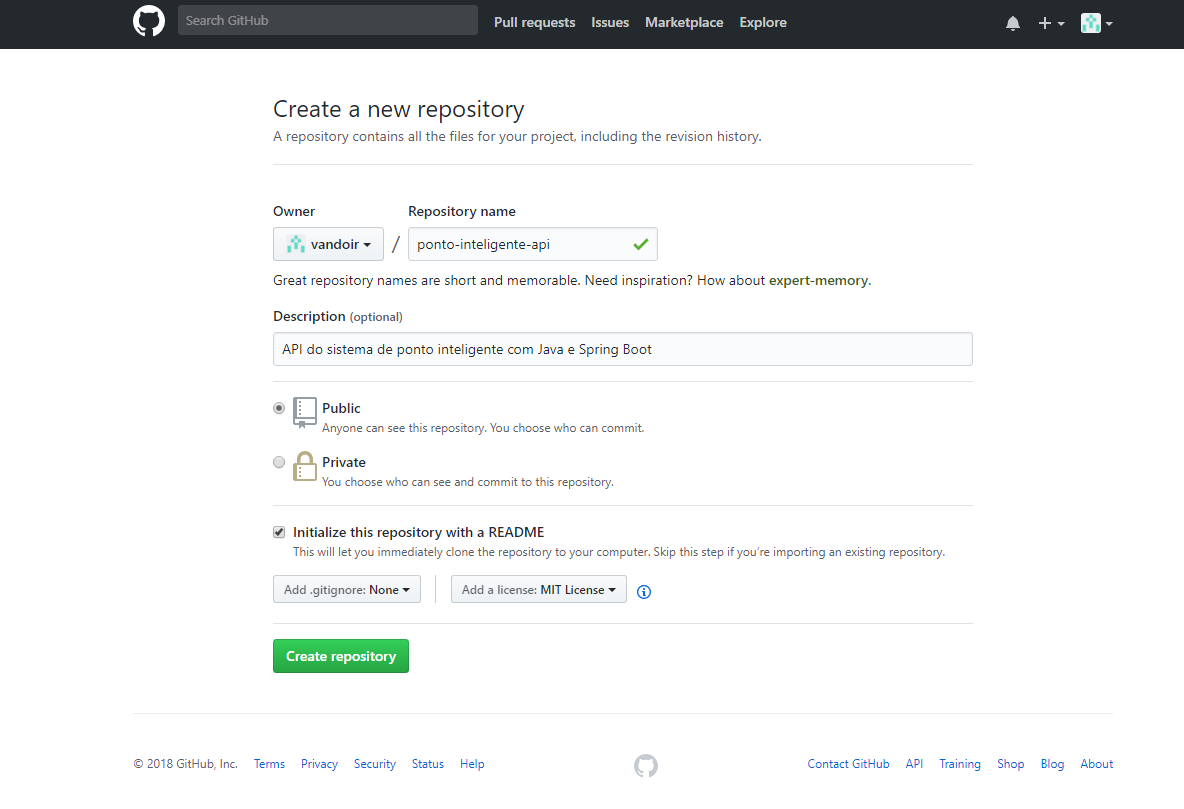 Search GitHub Pull requests Issues Marketplace Explore
Create a new repository
A repository contains all the files for your project, including the revision history.
Owner Repository name
vandoir / ponto-inteligente-api
Great repository names are short and memorable. Need inspiration? How about expert-memory.
Description (optional)
API do sistema de ponto inteligente com Java e Spring Boot
Public
Anyone can see this repository. You choose who can commit.
Private
You choose who can see and commit to this repository.
Initialize this repository with a README
This will let you immediately clone the repository to your computer. Skip this step if you’re importing an existing repository.
Add .gitignore: None Add a license: MIT License
Create repository
© 2018 GitHub, Inc. Terms Privacy Security Status Help Contact GitHub API Training Shop Blog About